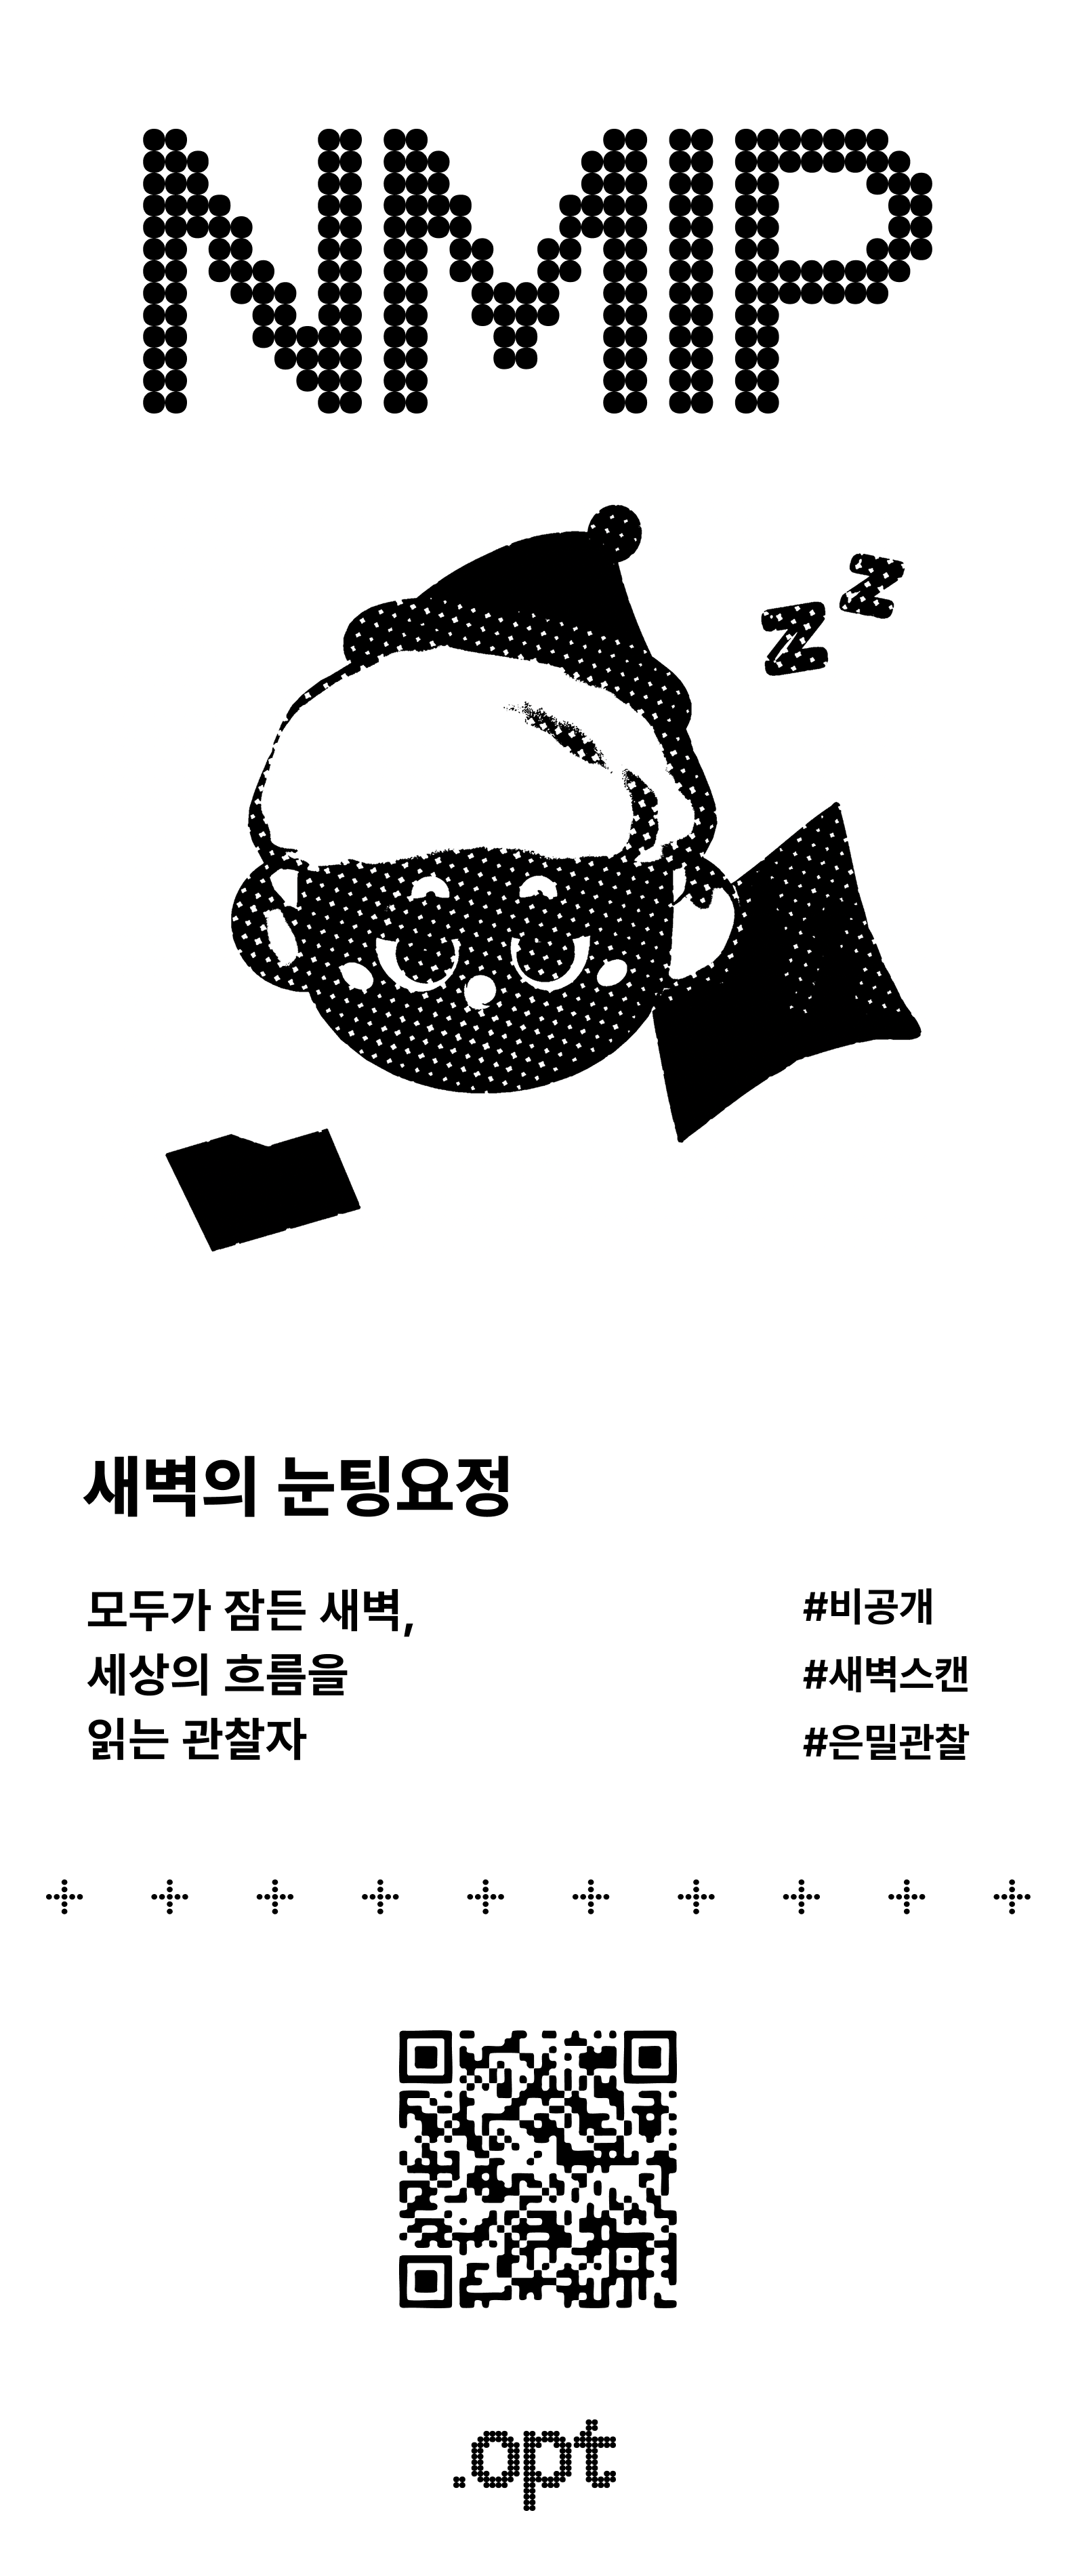 NMIP
z z
새벽의 눈팅요정
모두가 잠든 새벽,
세상의 흐름을
읽는 관찰자
#비공개
#새벽스캔
#은밀관찰
.opt